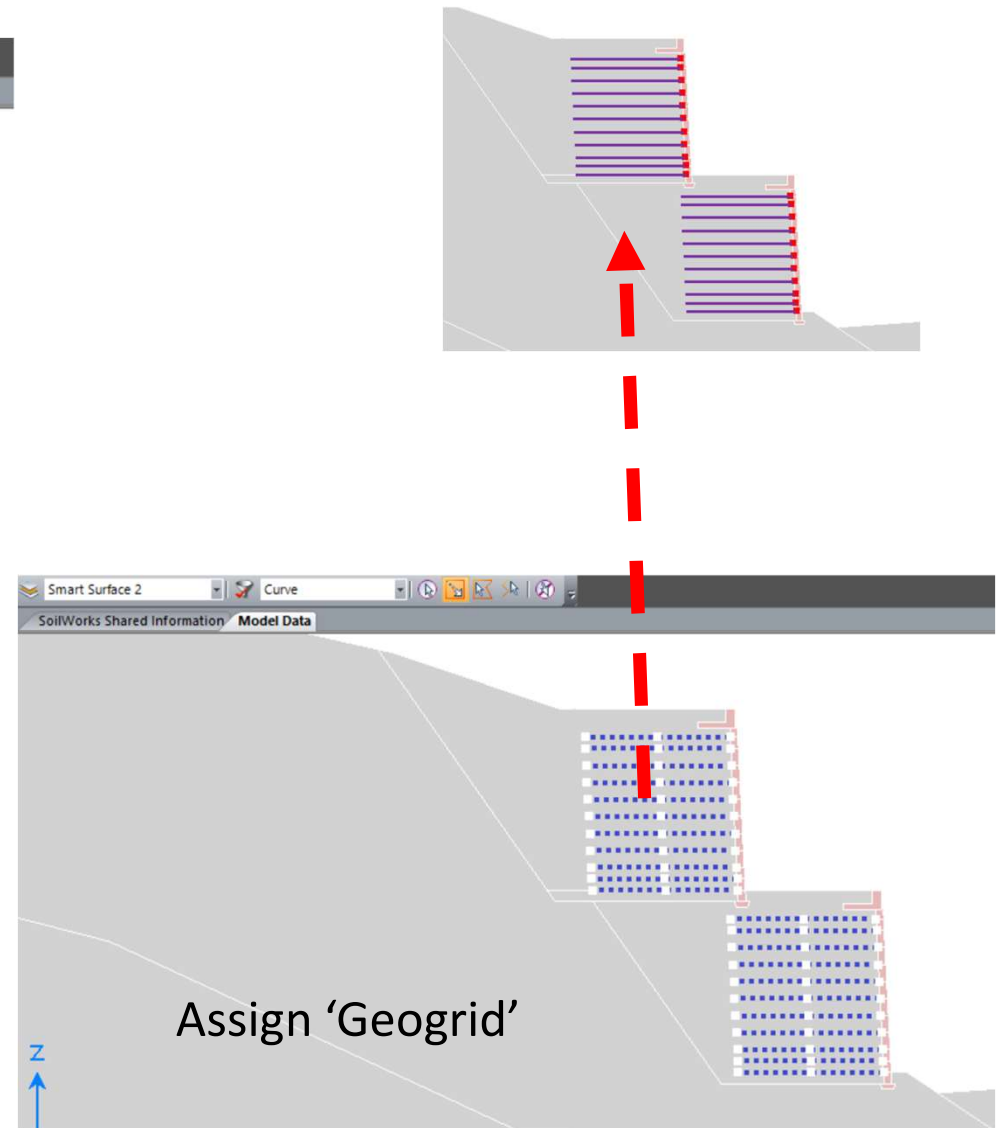 Smart Surface 2 Curve
SoilWorks Shared Information Model Data
Assign ‘Geogrid’
Z